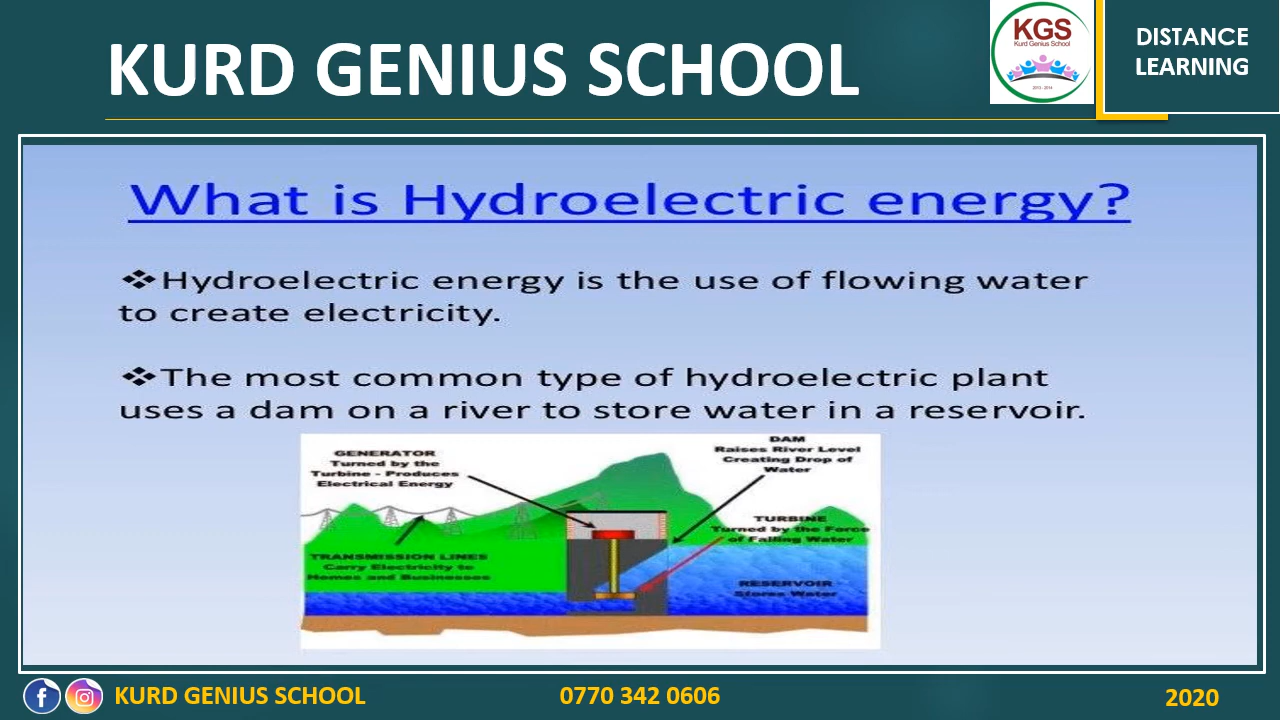 KURD GENIUS SCHOOL
KGS
Kurd Genius School
2013 - 2014
DISTANCE
LEARNING
What is Hydroelectric energy?
❖Hydroelectric energy is the use of flowing water
to create electricity.
❖The most common type of hydroelectric plant
uses a dam on a river to store water in a reservoir.
GENERATOR
Turned by the
Turbine - Produces
Electrical Energy
DAM
Raises River Level
Creating Drop of
Water
TURBINE
Turned by the Force
of Falling Water
TRANSMISSION LINES
Carry Electricity to
Homes and Businesses
RESERVOIR
Stores Water
KURD GENIUS SCHOOL
0770 342 0606
2020